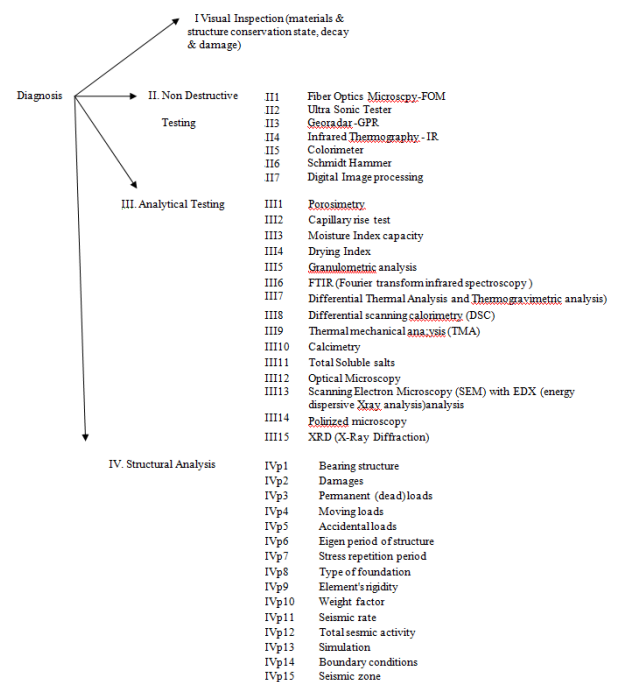 I Visual Inspection (materials &
structure conservation state, decay
& damage)
Diagnosis
II. Non Destructive
Testing
.II1 Fiber Optics Microscpy-FOM
.II2 Ultra Sonic Tester
.II3 Georadar -GPR
.II4 Infrared Thermography - IR
.II5 Colorimeter
.II6 Schmidt Hammer
.II7 Digital Image processing
III. Analytical Testing
III1 Porosimetry
III2 Capillary rise test
III3 Moisture Index capacity
III4 Drying Index
III5 Granulometric analysis
III6 FTIR (Fourier transform infrared spectroscopy )
III7 Differential Thermal Analysis and Thermogravimetric analysis)
III8 Differential scanning calorimetry (DSC)
III9 Thermal mechanical ana;ysis (TMA)
III10 Calcimetry
III11 Total Soluble salts
III12 Optical Microscopy
III13 Scanning Electron Microscopy (SEM) with EDX (energy
dispersive Xray analysis)analysis
III14 Polirized microscopy
III15 XRD (X-Ray Diffraction)
IV. Structural Analysis
IVp1 Bearing structure
IVp2 Damages
IVp3 Permanent (dead) loads
IVp4 Moving loads
IVp5 Accidental loads
IVp6 Eigen period of structure
IVp7 Stress repetition period
IVp8 Type of foundation
IVp9 Element's rigidity
IVp10 Weight factor
IVp11 Seismic rate
IVp12 Total sesmic activity
IVp13 Simulation
IVp14 Boundary conditions
IVp15 Seismic zone